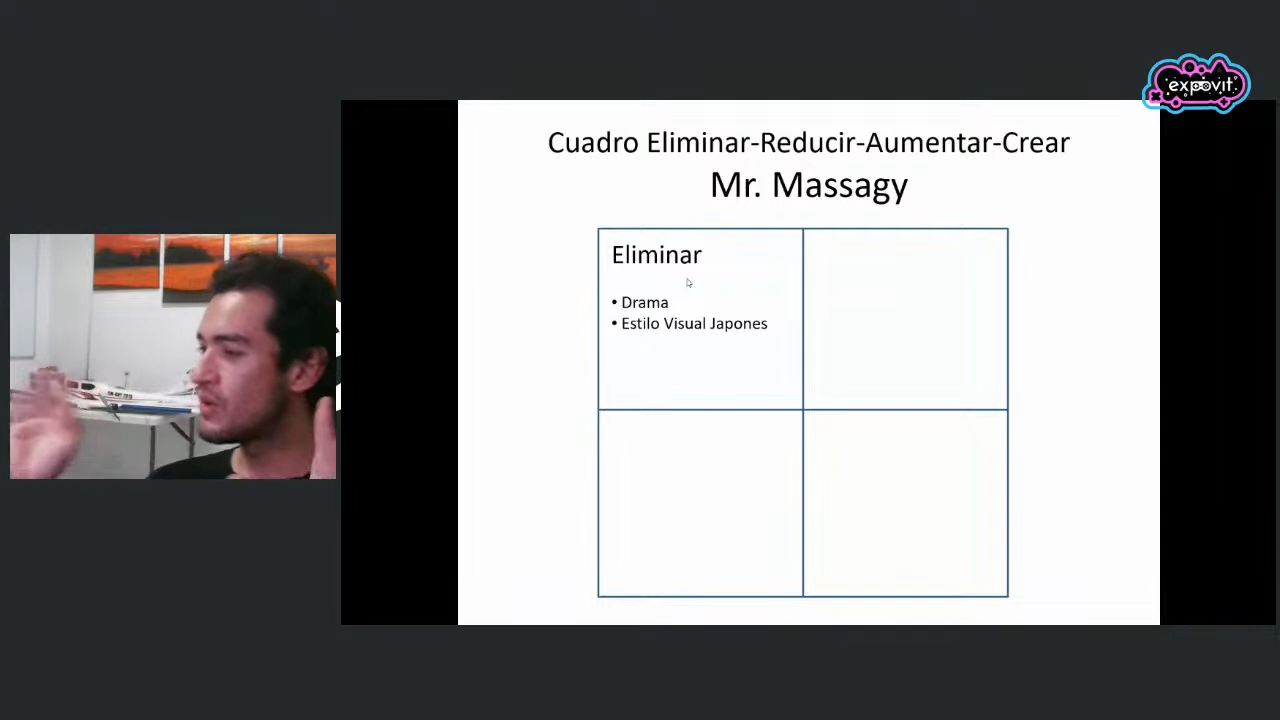 expovit
Cuadro Eliminar-Reducir-Aumentar-Crear
Mr. Massagy
Eliminar
• Drama
• Estilo Visual Japones